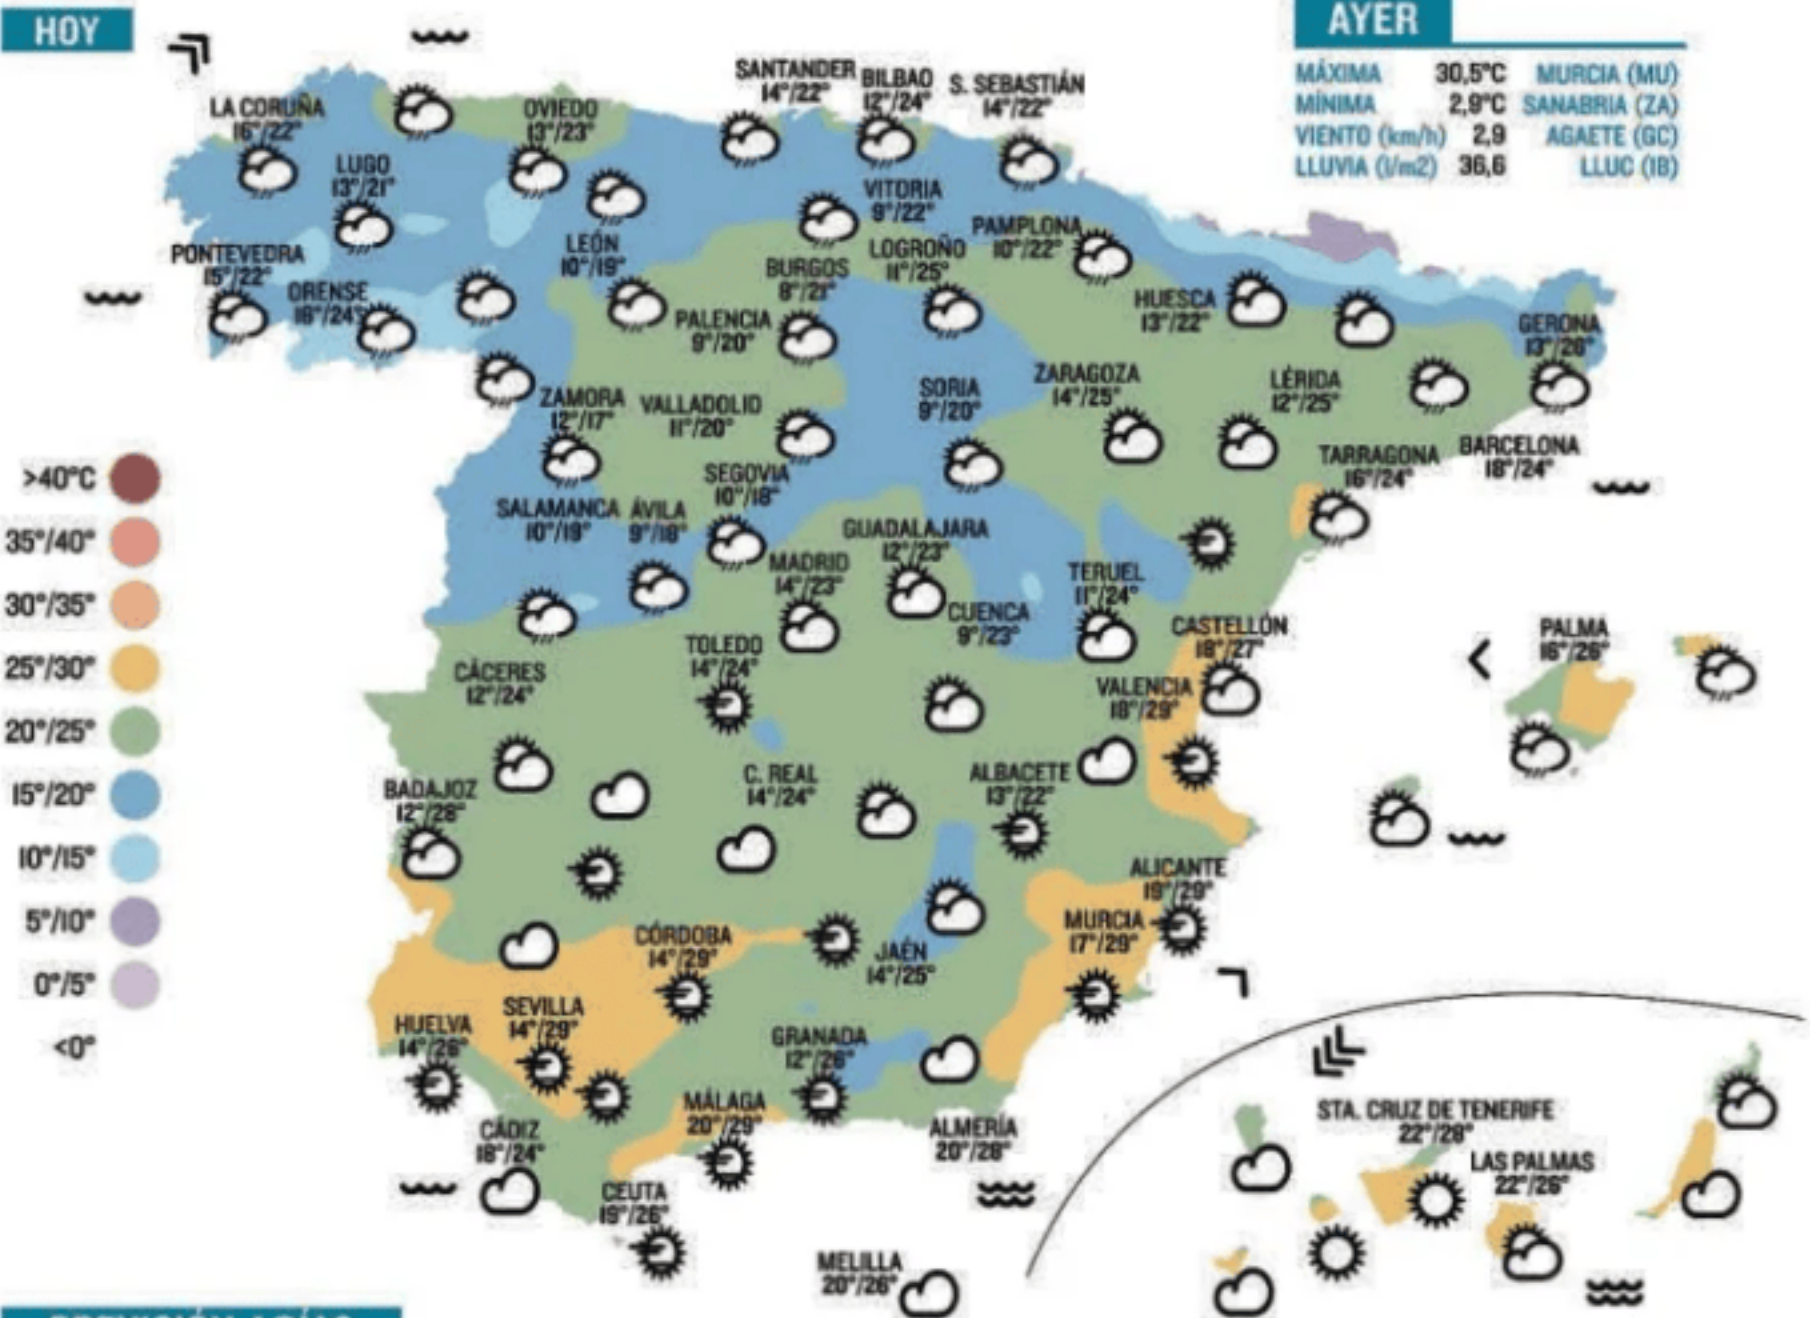 HOY
AYER
MÁXIMA 30,5°C MURCIA (MU)
MÍNIMA 2,9°C SANABRIA (ZA)
VIENTO (km/h) 2,9 AGAETE (GC)
LLUVIA (l/m2) 36,6 LLUC (IB)
SANTANDER
14°/22°
BILBAO
12°/24°
S. SEBASTIÁN
14°/22°
LA CORUÑA
16°/22°
OVIEDO
13°/23°
LUGO
13°/21°
VITORIA
9°/22°
PAMPLONA
10°/22°
PONTEVEDRA
15°/22°
LEÓN
10°/19°
LOGROÑO
11°/25°
BURGOS
8°/21°
ORENSE
16°/24°
HUESCA
13°/22°
PALENCIA
9°/20°
GERONA
13°/26°
ZARAGOZA
14°/25°
LÉRIDA
12°/25°
SORIA
9°/20°
ZAMORA
12°/17°
VALLADOLID
11°/20°
BARCELONA
18°/24°
TARRAGONA
16°/24°
SEGOVIA
10°/18°
SALAMANCA
10°/19°
ÁVILA
9°/18°
GUADALAJARA
12°/23°
MADRID
14°/23°
TERUEL
11°/24°
CUENCA
9°/23°
CASTELLÓN
18°/27°
PALMA
16°/26°
TOLEDO
14°/24°
CÁCERES
12°/24°
VALENCIA
18°/29°
C. REAL
14°/24°
ALBACETE
13°/22°
BADAJOZ
12°/28°
ALICANTE
19°/29°
MURCIA
17°/29°
CÓRDOBA
14°/29°
JAÉN
14°/25°
SEVILLA
14°/29°
HUELVA
14°/26°
GRANADA
12°/26°
MÁLAGA
20°/29°
CÁDIZ
18°/24°
ALMERÍA
20°/28°
CEUTA
19°/26°
MELILLA
20°/26°
STA. CRUZ DE TENERIFE
22°/28°
LAS PALMAS
22°/26°
>40°C
35°/40°
30°/35°
25°/30°
20°/25°
15°/20°
10°/15°
5°/10°
0°/5°
<0°